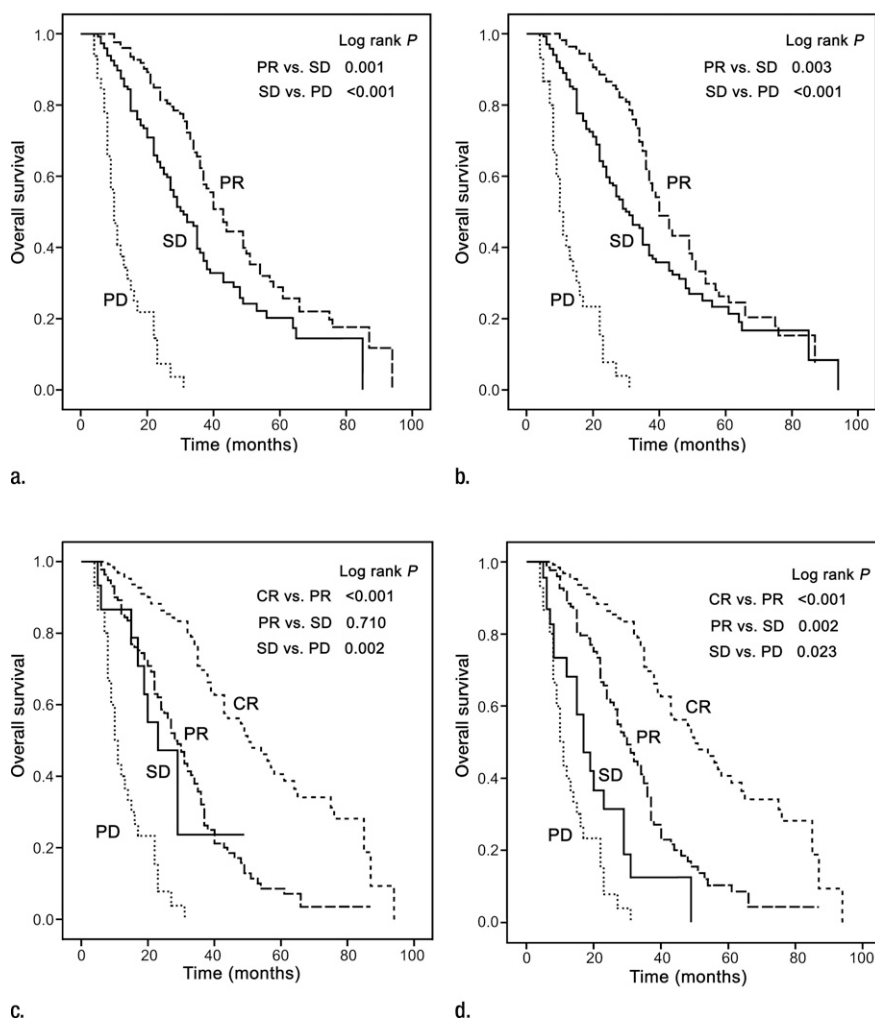 Log rank P
PR vs. SD 0.001
SD vs. PD <0.001
Overall survival
1.0
0.8
0.6
0.4
0.2
0.0
PR
SD
PD
0 20 40 60 80 100
Time (months)
a.
Log rank P
PR vs. SD 0.003
SD vs. PD <0.001
Overall survival
1.0
0.8
0.6
0.4
0.2
0.0
PR
SD
PD
0 20 40 60 80 100
Time (months)
b.
Log rank P
CR vs. PR <0.001
PR vs. SD 0.710
SD vs. PD 0.002
Overall survival
1.0
0.8
0.6
0.4
0.2
0.0
CR
PR
SD
PD
0 20 40 60 80 100
Time (months)
c.
Log rank P
CR vs. PR <0.001
PR vs. SD 0.002
SD vs. PD 0.023
Overall survival
1.0
0.8
0.6
0.4
0.2
0.0
CR
PR
SD
PD
0 20 40 60 80 100
Time (months)
d.